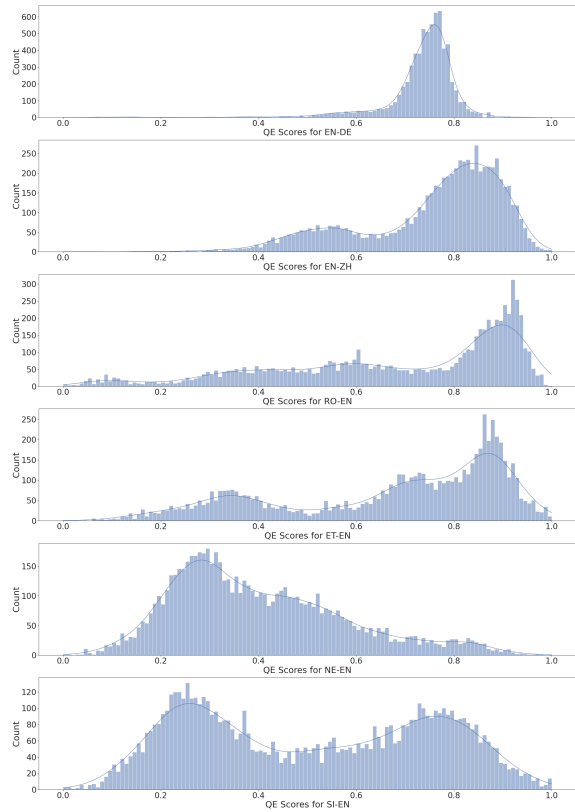 600
500
400
300
200
100
0
Count
0.0 0.2 0.4 0.6 0.8 1.0
QE Scores for EN-DE
250
200
150
100
50
0
Count
0.0 0.2 0.4 0.6 0.8 1.0
QE Scores for EN-ZH
300
250
200
150
100
50
0
Count
0.0 0.2 0.4 0.6 0.8 1.0
QE Scores for RO-EN
250
200
150
100
50
0
Count
0.0 0.2 0.4 0.6 0.8 1.0
QE Scores for ET-EN
150
100
50
0
Count
0.0 0.2 0.4 0.6 0.8 1.0
QE Scores for NE-EN
120
100
80
60
40
20
0
Count
0.0 0.2 0.4 0.6 0.8 1.0
QE Scores for SI-EN